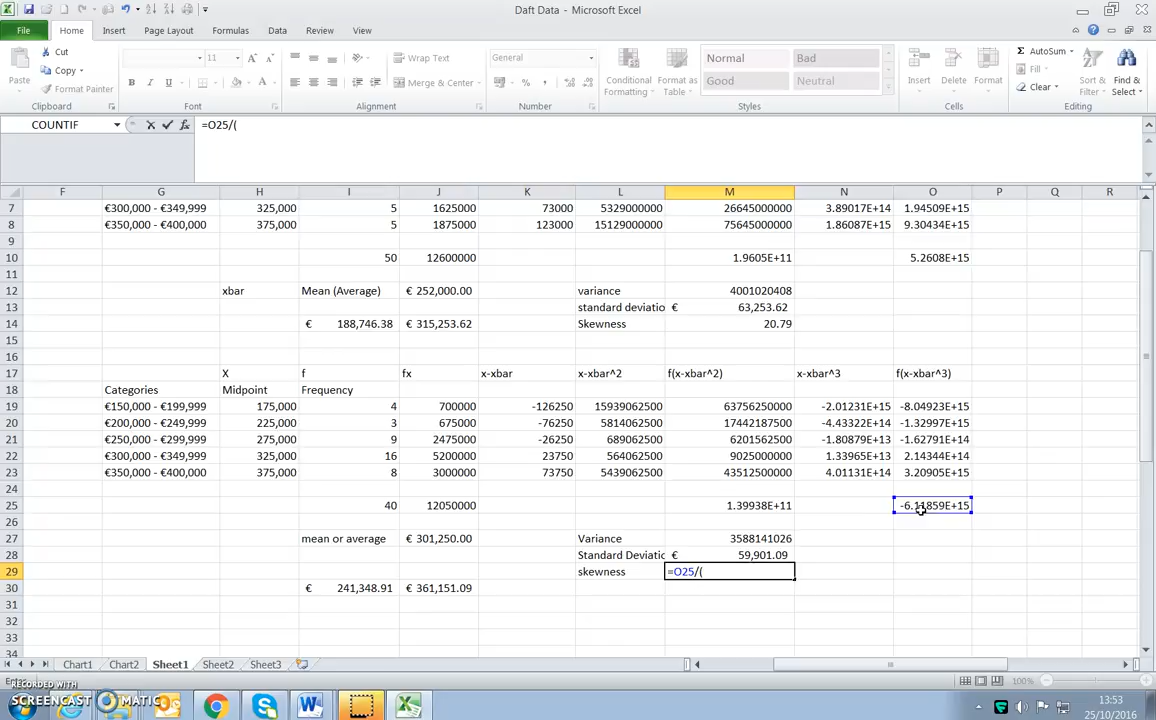 Daft Data - Microsoft Excel
File Home Insert Page Layout Formulas Data Review View
Paste Cut Copy Format Painter
11 B I U A A
Wrap Text Merge & Center
General % ,
Conditional Formatting Format as Table Normal Bad Good Neutral
Insert Delete Format
Σ AutoSum Fill Clear Sort & Filter Find & Select
Clipboard Font Alignment Number Styles Cells Editing
COUNTIF fx =O25/(
F G H I J K L M N O P Q R
7 €300,000 - €349,999 325,000 5 1625000 73000 5329000000 26645000000 3.89017E+14 1.94509E+15
8 €350,000 - €400,000 375,000 5 1875000 123000 15129000000 75645000000 1.86087E+15 9.30434E+15
9
10 50 12600000 1.9605E+11 5.2608E+15
11
12 xbar Mean (Average) € 252,000.00 variance 4001020408
13 standard deviatio € 63,253.62
14 € 188,746.38 € 315,253.62 Skewness 20.79
15
16
17 X f fx x-xbar x-xbar^2 f(x-xbar^2) x-xbar^3 f(x-xbar^3)
18 Categories Midpoint Frequency
19 €150,000 - €199,999 175,000 4 700000 -126250 15939062500 63756250000 -2.01231E+15 -8.04923E+15
20 €200,000 - €249,999 225,000 3 675000 -76250 5814062500 17442187500 -4.43322E+14 -1.32997E+15
21 €250,000 - €299,999 275,000 9 2475000 -26250 689062500 6201562500 -1.80879E+13 -1.62791E+14
22 €300,000 - €349,999 325,000 16 5200000 23750 564062500 9025000000 1.33965E+13 2.14344E+14
23 €350,000 - €400,000 375,000 8 3000000 73750 5439062500 43512500000 4.01131E+14 3.20905E+15
24
25 40 12050000 1.39938E+11 -6.11859E+15
26
27 mean or average € 301,250.00 Variance 3588141026
28 Standard Deviatic € 59,901.09
29 skewness =O25/(
30 € 241,348.91 € 361,151.09
31
32
33
34
Chart1 Chart2 Sheet1 Sheet2 Sheet3
100%
RECORDED WITH
SCREENCAST MATIC
13:53
25/10/2016